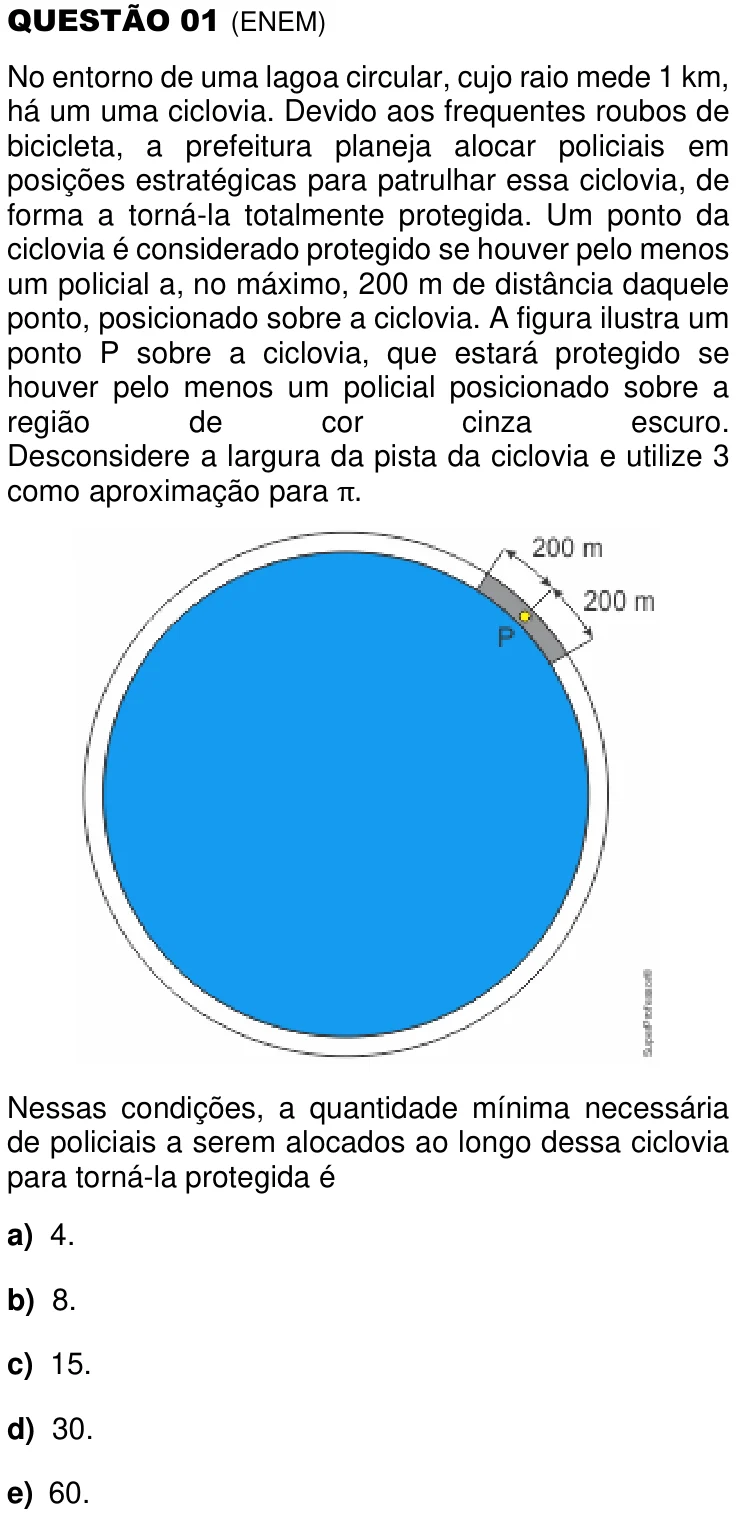 QUESTÃO 01 (ENEM)
No entorno de uma lagoa circular, cujo raio mede 1 km,
há um uma ciclovia. Devido aos frequentes roubos de
bicicleta, a prefeitura planeja alocar policiais em
posições estratégicas para patrulhar essa ciclovia, de
forma a torná-la totalmente protegida. Um ponto da
ciclovia é considerado protegido se houver pelo menos
um policial a, no máximo, 200 m de distância daquele
ponto, posicionado sobre a ciclovia. A figura ilustra um
ponto P sobre a ciclovia, que estará protegido se
houver pelo menos um policial posicionado sobre a
região de cor cinza escuro.
Desconsidere a largura da pista da ciclovia e utilize 3
como aproximação para π.
200 m
200 m
P
SuperProfessor®
Nessas condições, a quantidade mínima necessária
de policiais a serem alocados ao longo dessa ciclovia
para torná-la protegida é
a) 4.
b) 8.
c) 15.
d) 30.
e) 60.